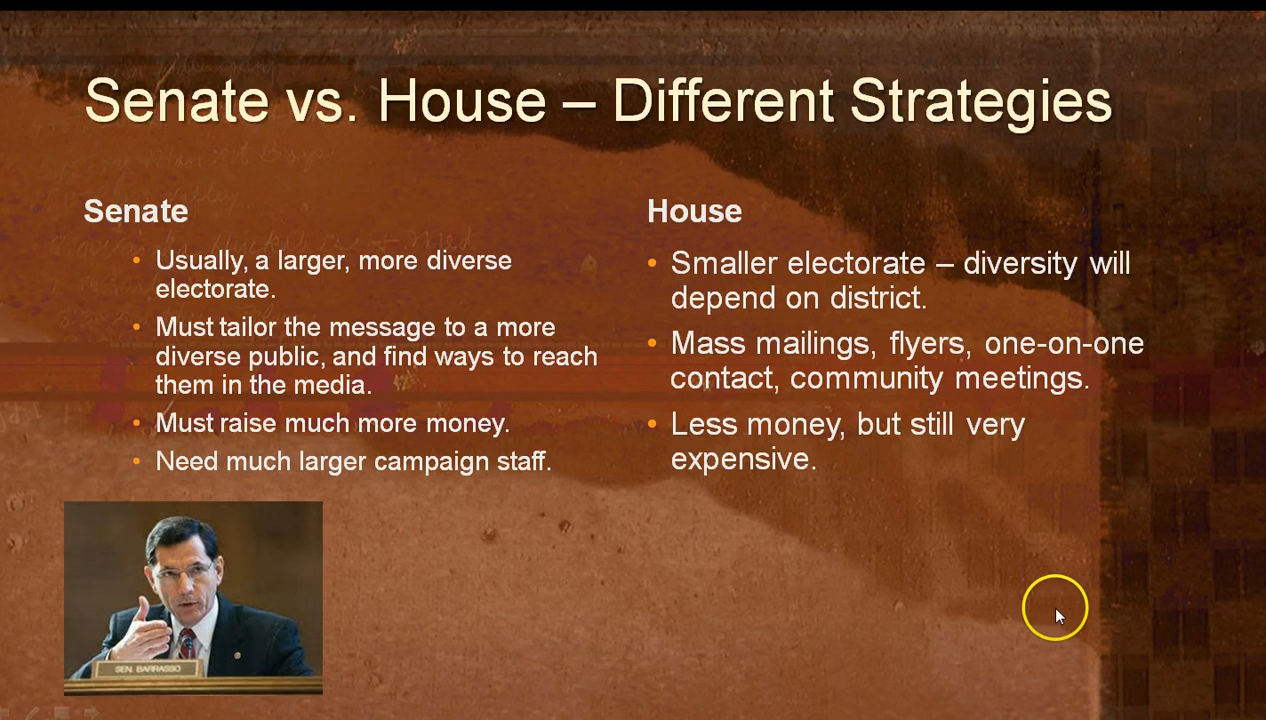 Senate vs. House – Different Strategies
Senate
• Usually, a larger, more diverse
electorate.
• Must tailor the message to a more
diverse public, and find ways to reach
them in the media.
• Must raise much more money.
• Need much larger campaign staff.
House
• Smaller electorate – diversity will
depend on district.
• Mass mailings, flyers, one-on-one
contact, community meetings.
• Less money, but still very
expensive.
SEN. BARRASSO